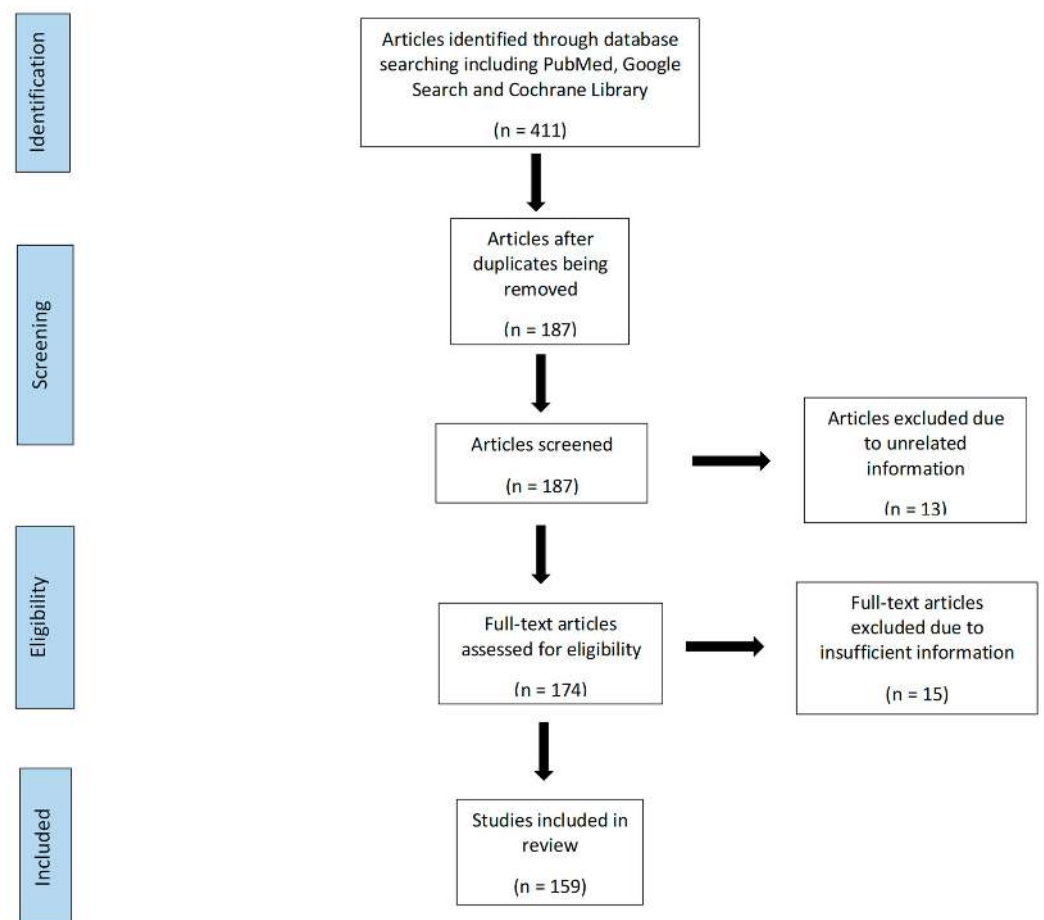 Identification
Articles identified through database
searching including PubMed, Google
Search and Cochrane Library
(n = 411)
Screening
Articles after
duplicates being
removed
(n = 187)
Articles screened
(n = 187)
Articles excluded due
to unrelated
information
(n = 13)
Eligibility
Full-text articles
assessed for eligibility
(n = 174)
Full-text articles
excluded due to
insufficient information
(n = 15)
Included
Studies included in
review
(n = 159)